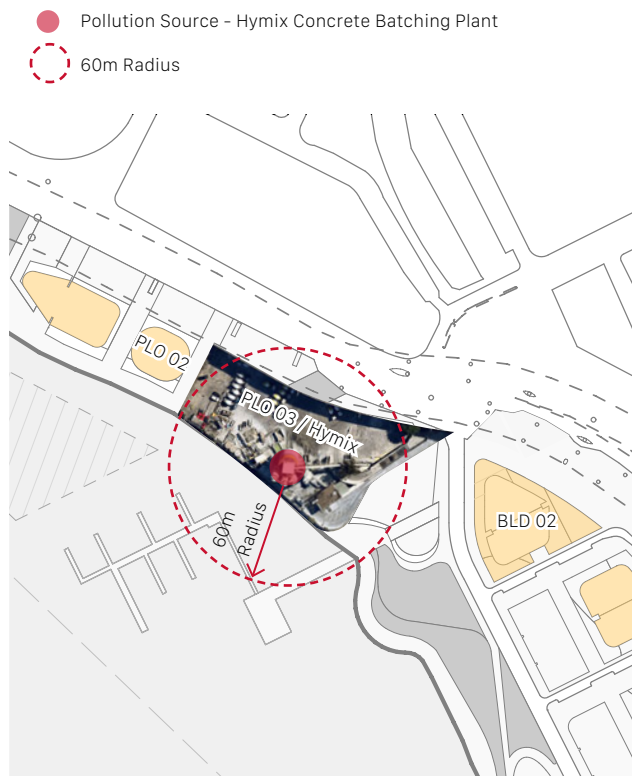 Pollution Source - Hymix Concrete Batching Plant
60m Radius
PLO 02
PLO 03 / Hymix
BLD 02
60m
Radius